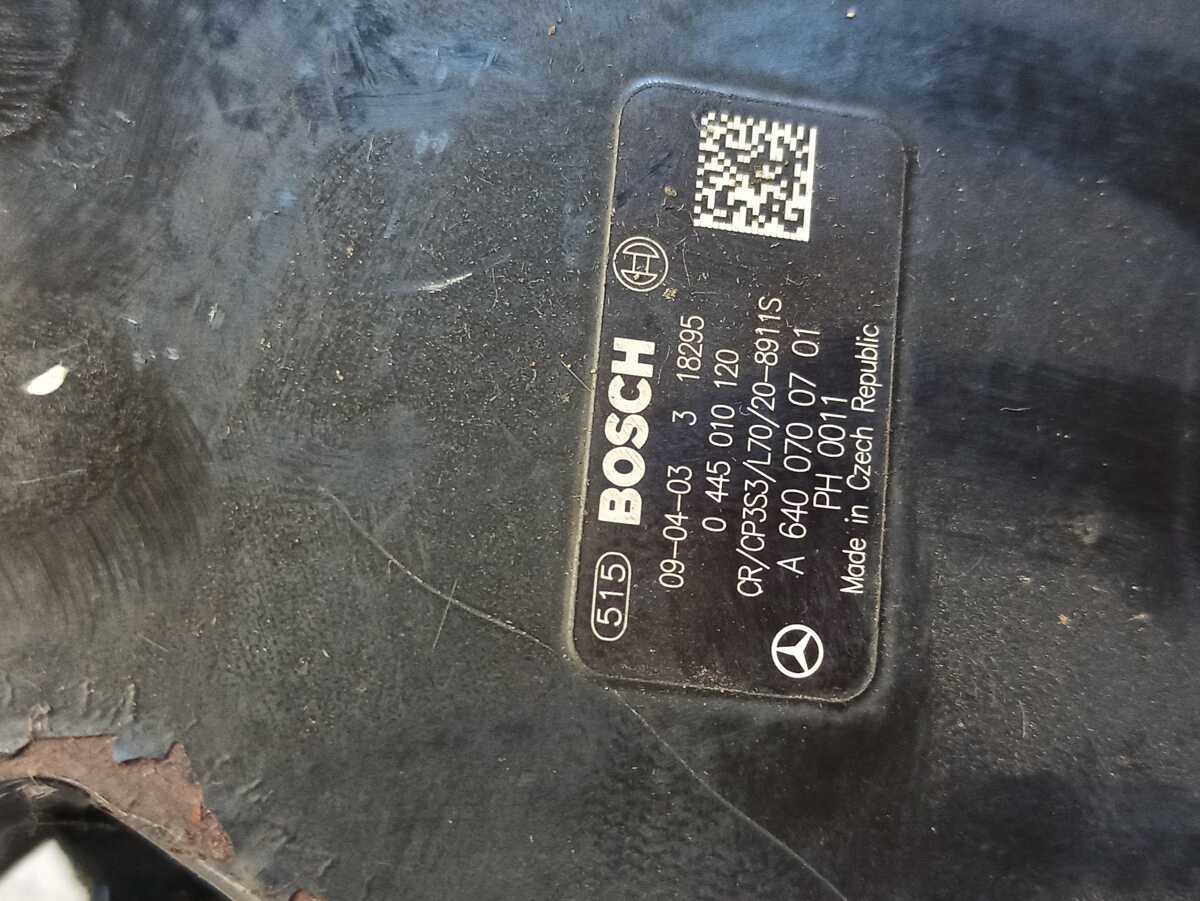 515 BOSCH
09-04-03 3 18295
0 445 010 120
CR/CP3S3/L70/20-8911S
A 640 070 07 01
PH 0011
Made in Czech Republic